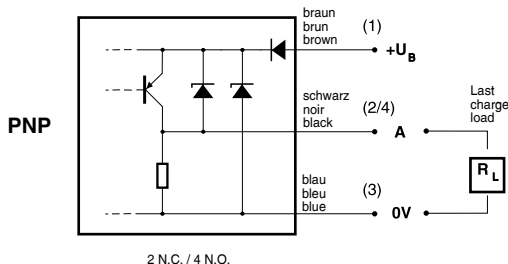 braun
brun
brown
(1)
+UB
PNP
schwarz
noir
black
(2/4)
A
Last
charge
load
RL
blau
bleu
blue
(3)
0V
2 N.C. / 4 N.O.